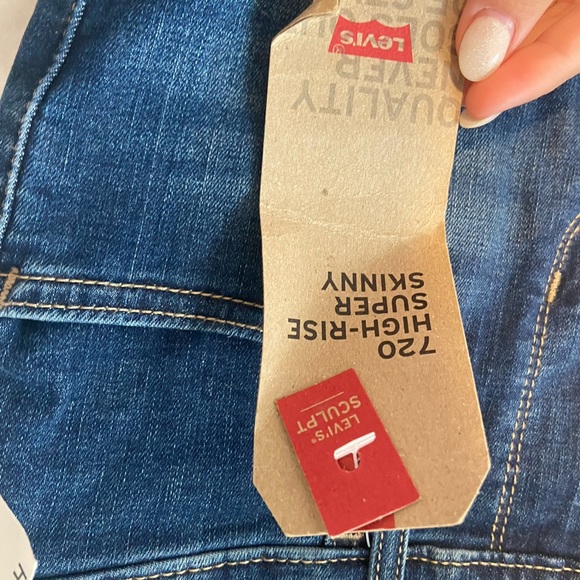 LEVI'S®
SCULPT
720
HIGH-RISE
SUPER
SKINNY
QUALITY
NEVER
Levi's
®